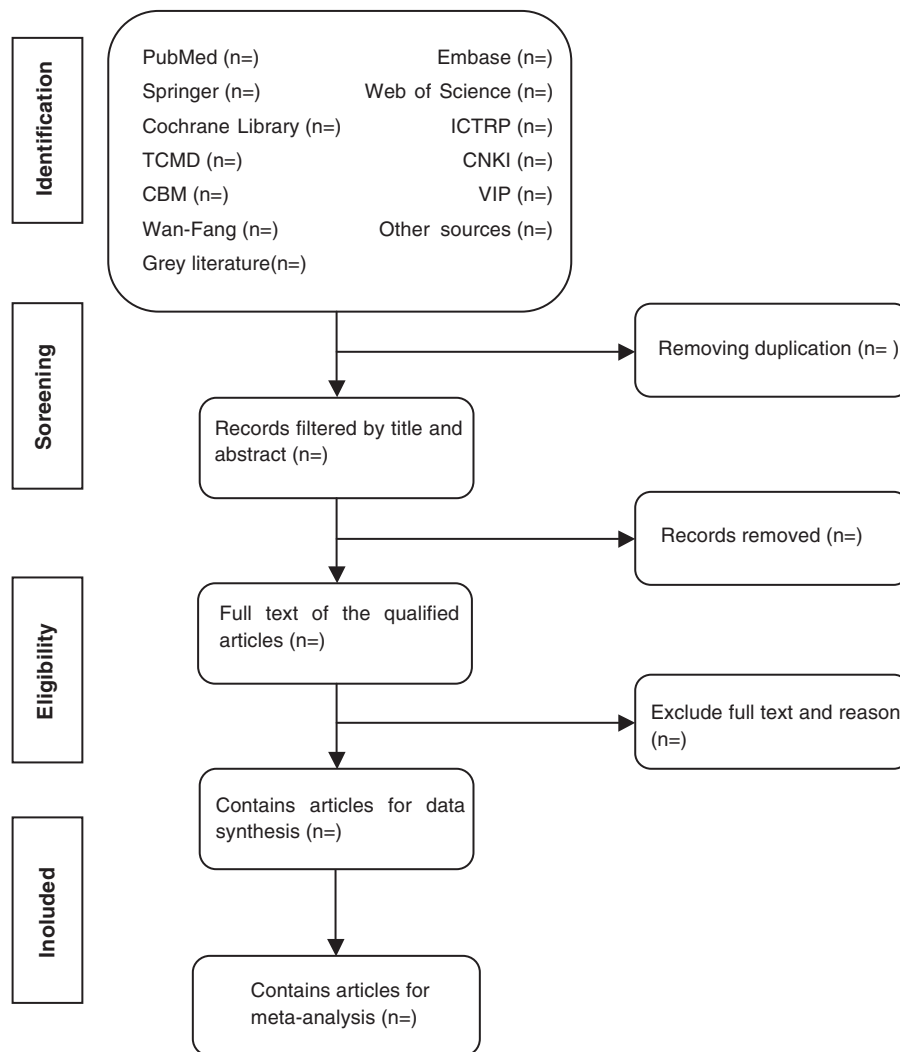 Identification
PubMed (n=)
Embase (n=)
Springer (n=)
Web of Science (n=)
Cochrane Library (n=)
ICTRP (n=)
TCMD (n=)
CNKI (n=)
CBM (n=)
VIP (n=)
Wan-Fang (n=)
Other sources (n=)
Grey literature(n=)
Soreening
Removing duplication (n= )
Records filtered by title and
abstract (n=)
Records removed (n=)
Eligibility
Full text of the qualified
articles (n=)
Exclude full text and reason
(n=)
Contains articles for data
synthesis (n=)
Inoluded
Contains articles for
meta-analysis (n=)